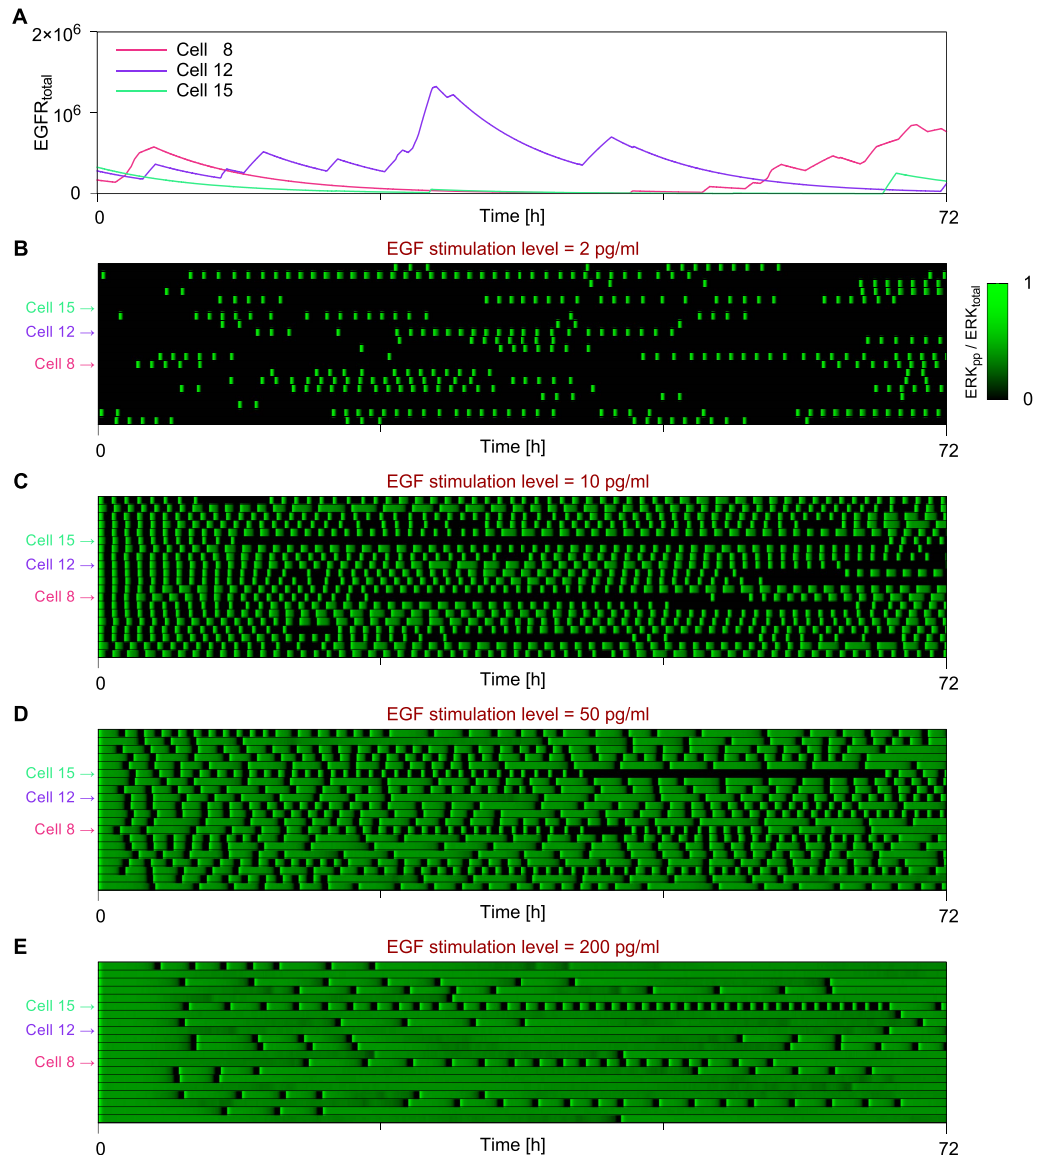 A
2×10⁶
10⁶
0
EGFRtotal
Cell 8
Cell 12
Cell 15
0
Time [h]
72
B
EGF stimulation level = 2 pg/ml
Cell 15 →
Cell 12 →
Cell 8 →
0
Time [h]
72
ERKpp / ERKtotal
1
0
C
EGF stimulation level = 10 pg/ml
Cell 15 →
Cell 12 →
Cell 8 →
0
Time [h]
72
D
EGF stimulation level = 50 pg/ml
Cell 15 →
Cell 12 →
Cell 8 →
0
Time [h]
72
E
EGF stimulation level = 200 pg/ml
Cell 15 →
Cell 12 →
Cell 8 →
0
Time [h]
72